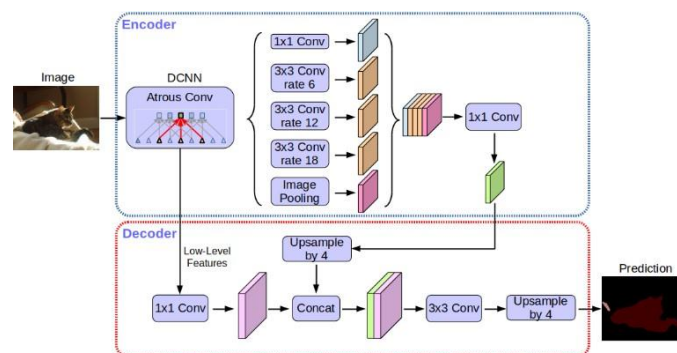 Encoder
Image
DCNN
Atrous Conv
1x1 Conv
3x3 Conv
rate 6
3x3 Conv
rate 12
3x3 Conv
rate 18
Image
Pooling
1x1 Conv
Decoder
Low-Level
Features
Upsample
by 4
1x1 Conv
Concat
3x3 Conv
Upsample
by 4
Prediction